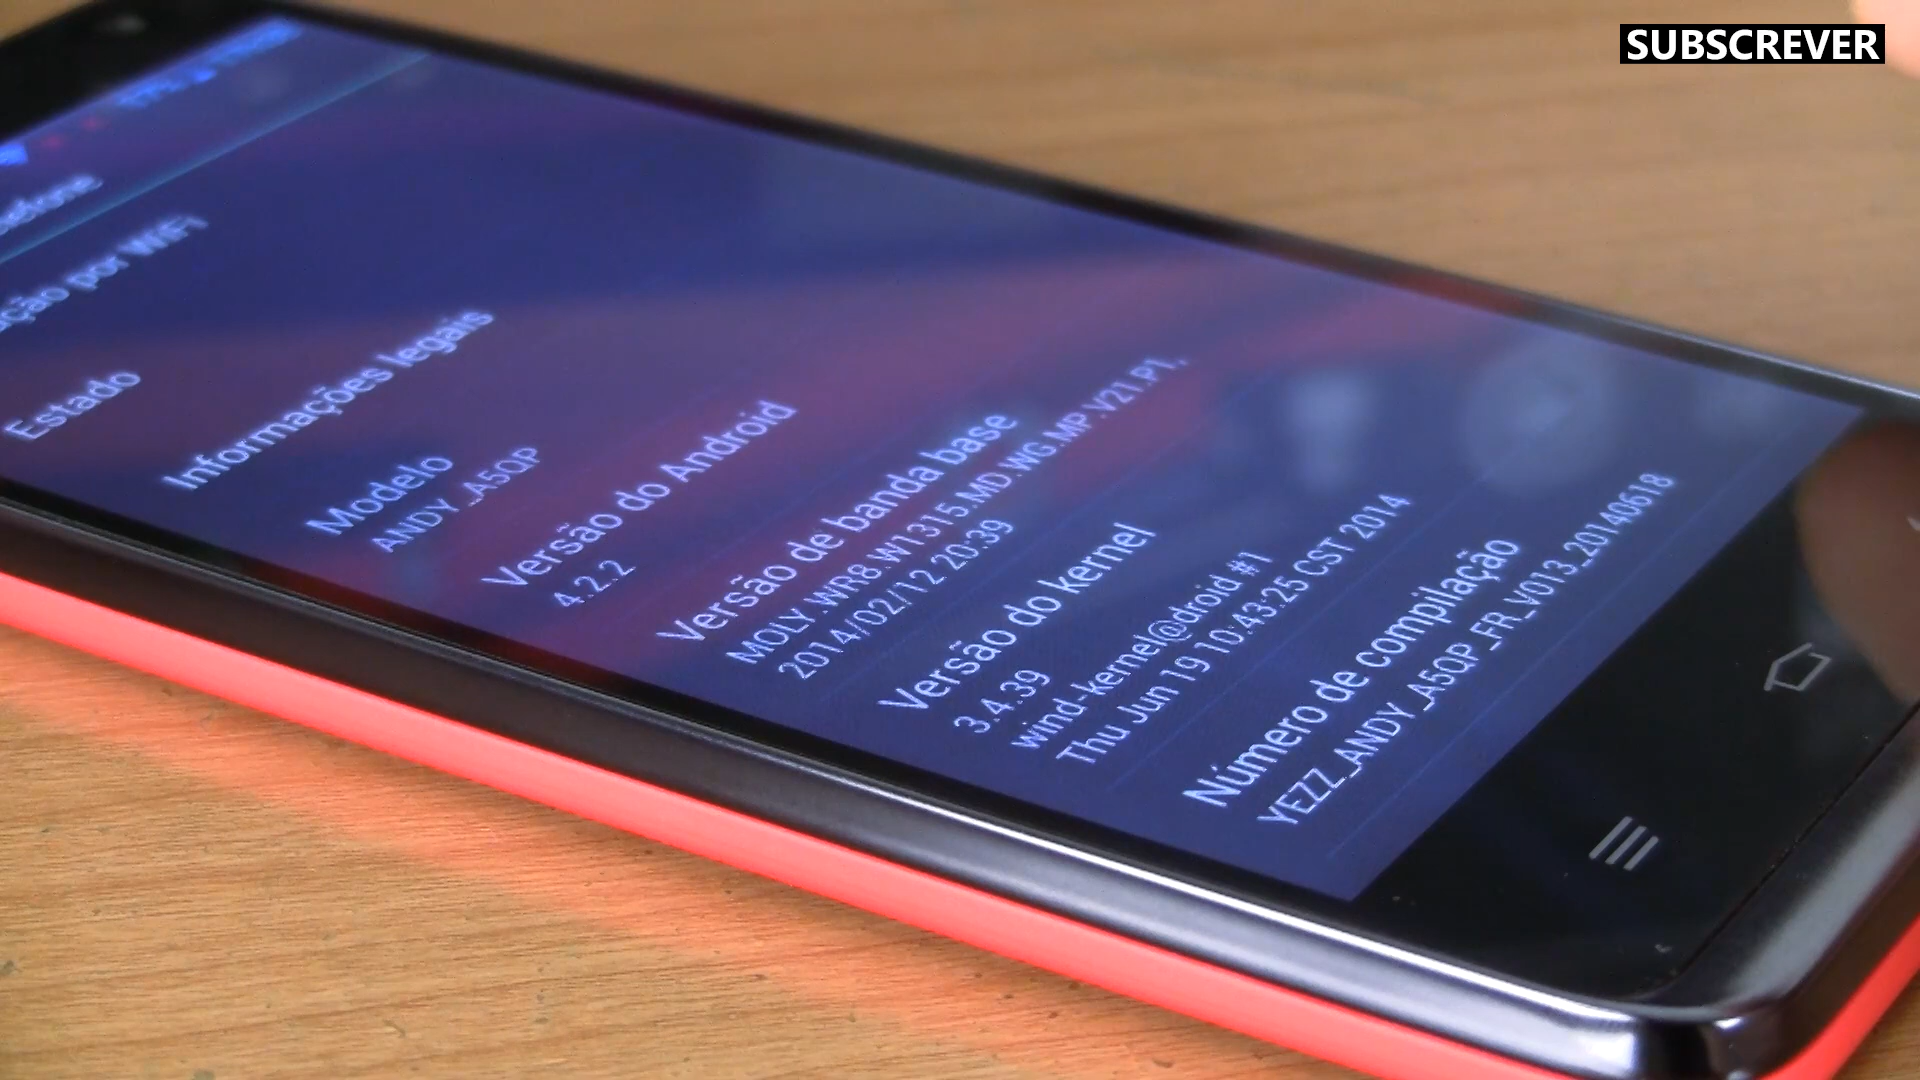 SUBSCREVER
por WiFi
Estado
Informações legais
Modelo
ANDY_A5QP
Versão do Android
4.2.2
Versão de banda base
MOLY.WR8.W1315.MD.WG.MP.V21.P1,
2014/02/12 20:39
Versão do kernel
3.4.39
wind-kernel@droid #1
Thu Jun 19 10:43:25 CST 2014
Número de compilação
YEZZ_ANDY_A5QP_FR_V013_20140618